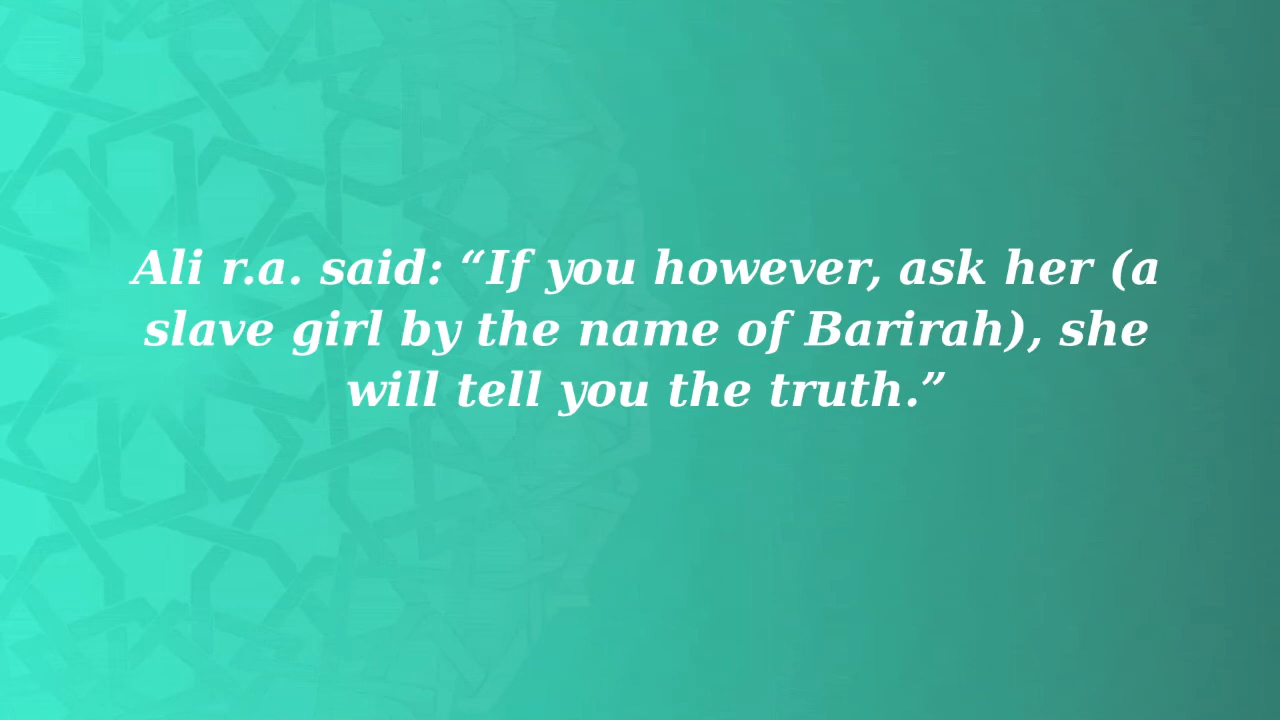 Ali r.a. said: “If you however, ask her (a
slave girl by the name of Barirah), she
will tell you the truth.”